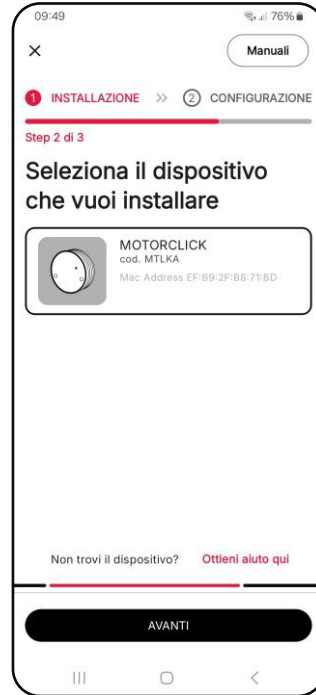 09:49 76%
Manuali
1 INSTALLAZIONE >> 2 CONFIGURAZIONE
Step 2 di 3
Seleziona il dispositivo
che vuoi installare
MOTORCLICK
cod. MTLKA
Mac Address EF:B9:2F:B8:71:BD
Non trovi il dispositivo? Ottieni aiuto qui
AVANTI